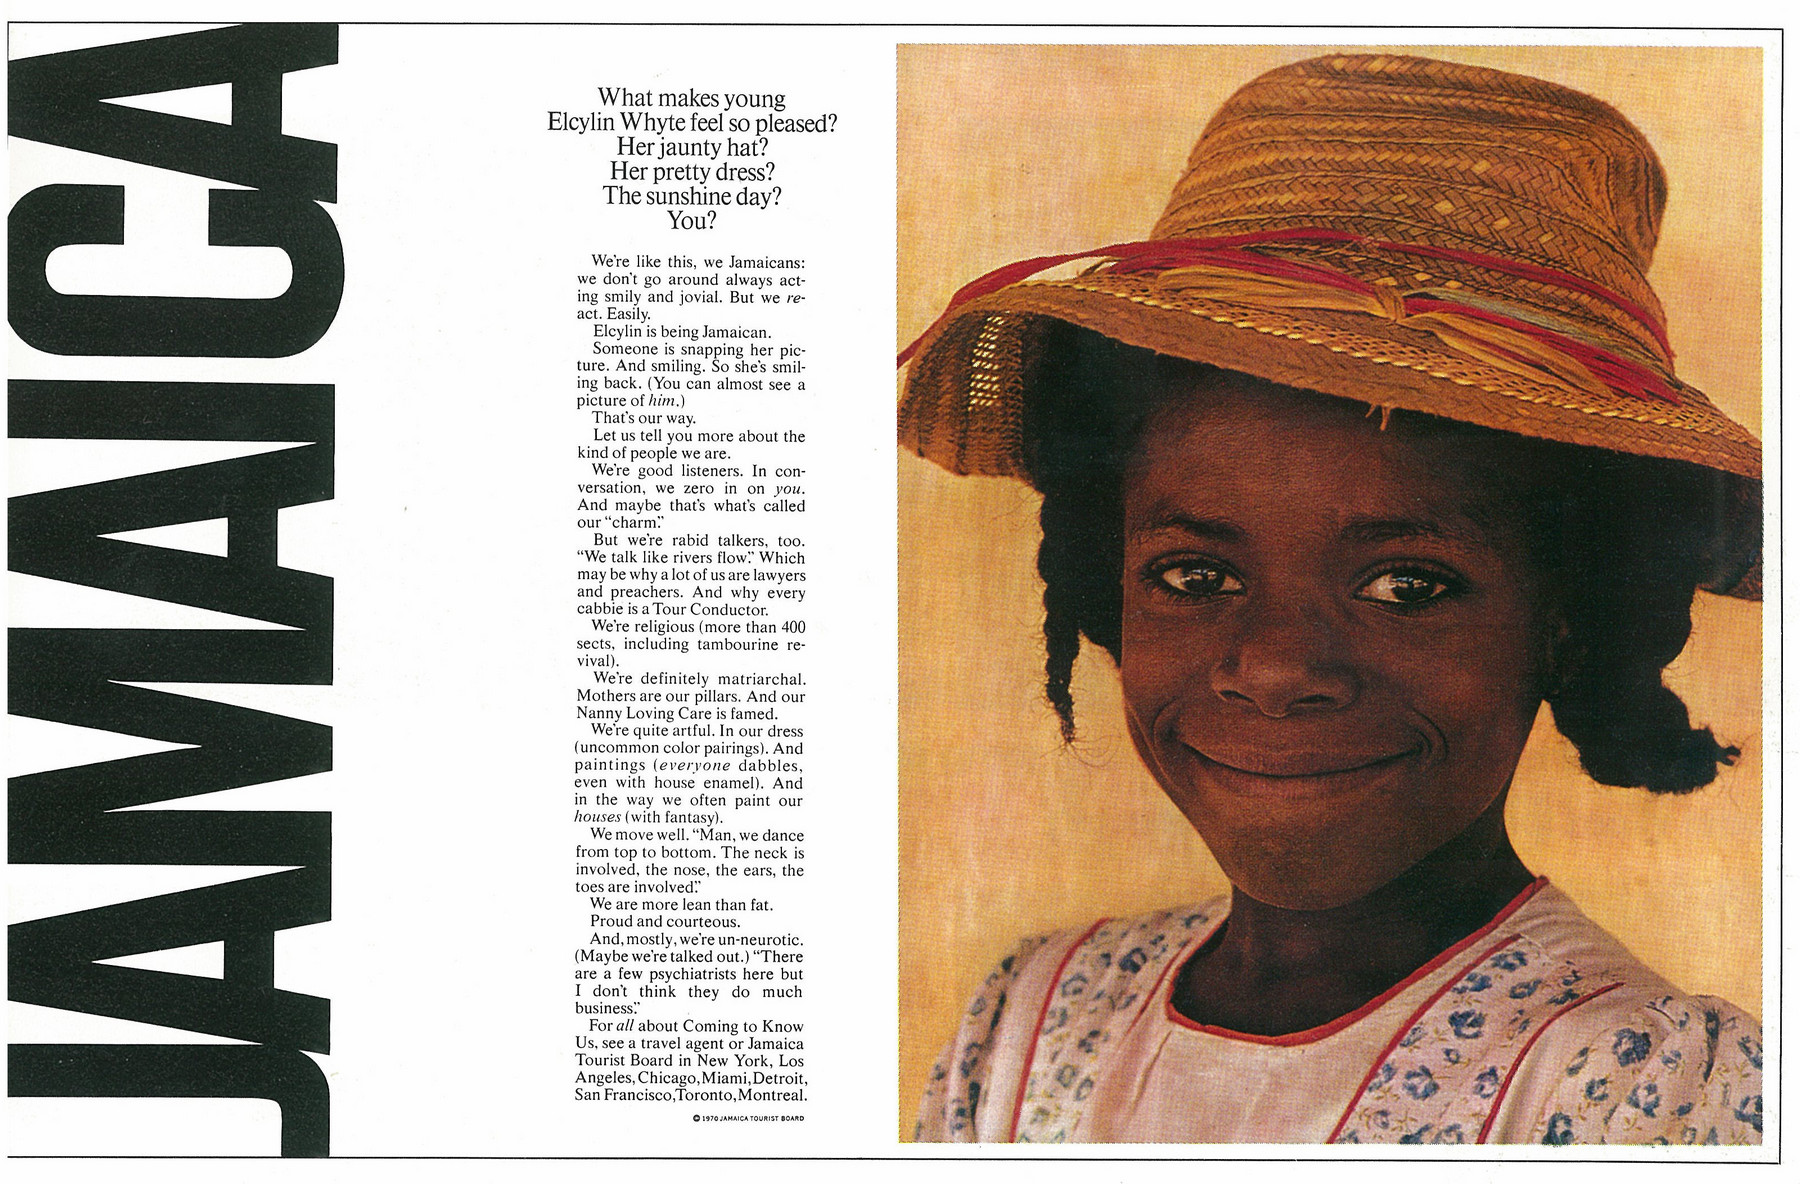 JAMAICA
What makes young
Elcylin Whyte feel so pleased?
Her jaunty hat?
Her pretty dress?
The sunshine day?
You?
We're like this, we Jamaicans:
we don't go around always act-
ing smily and jovial. But we re-
act. Easily.
Elcylin is being Jamaican.
Someone is snapping her pic-
ture. And smiling. So she's smil-
ing back. (You can almost see a
picture of him.)
That's our way.
Let us tell you more about the
kind of people we are.
We're good listeners. In con-
versation, we zero in on you.
And maybe that's what's called
our “charm.”
But we're rabid talkers, too.
“We talk like rivers flow.” Which
may be why a lot of us are lawyers
and preachers. And why every
cabbie is a Tour Conductor.
We're religious (more than 400
sects, including tambourine re-
vival).
We're definitely matriarchal.
Mothers are our pillars. And our
Nanny Loving Care is famed.
We're quite artful. In our dress
(uncommon color pairings). And
paintings (everyone dabbles,
even with house enamel). And
in the way we often paint our
houses (with fantasy).
We move well. “Man, we dance
from top to bottom. The neck is
involved, the nose, the ears, the
toes are involved.”
We are more lean than fat.
Proud and courteous.
And, mostly, we're un-neurotic.
(Maybe we're talked out.) “There
are a few psychiatrists here but
I don't think they do much
business.”
For all about Coming to Know
Us, see a travel agent or Jamaica
Tourist Board in New York, Los
Angeles, Chicago, Miami, Detroit,
San Francisco, Toronto, Montreal.
© 1970 JAMAICA TOURIST BOARD